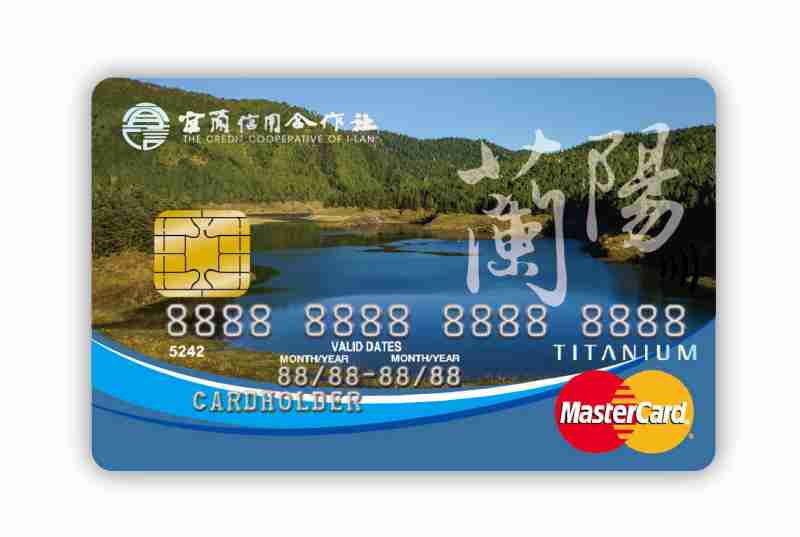 宜蘭信用合作社
THE CREDIT COOPERATIVE OF I-LAN
蘭陽
8888 8888 8888 8888
5242
VALID DATES
MONTH/YEAR MONTH/YEAR
88/88-88/88
TITANIUM
CARDHOLDER
MasterCard